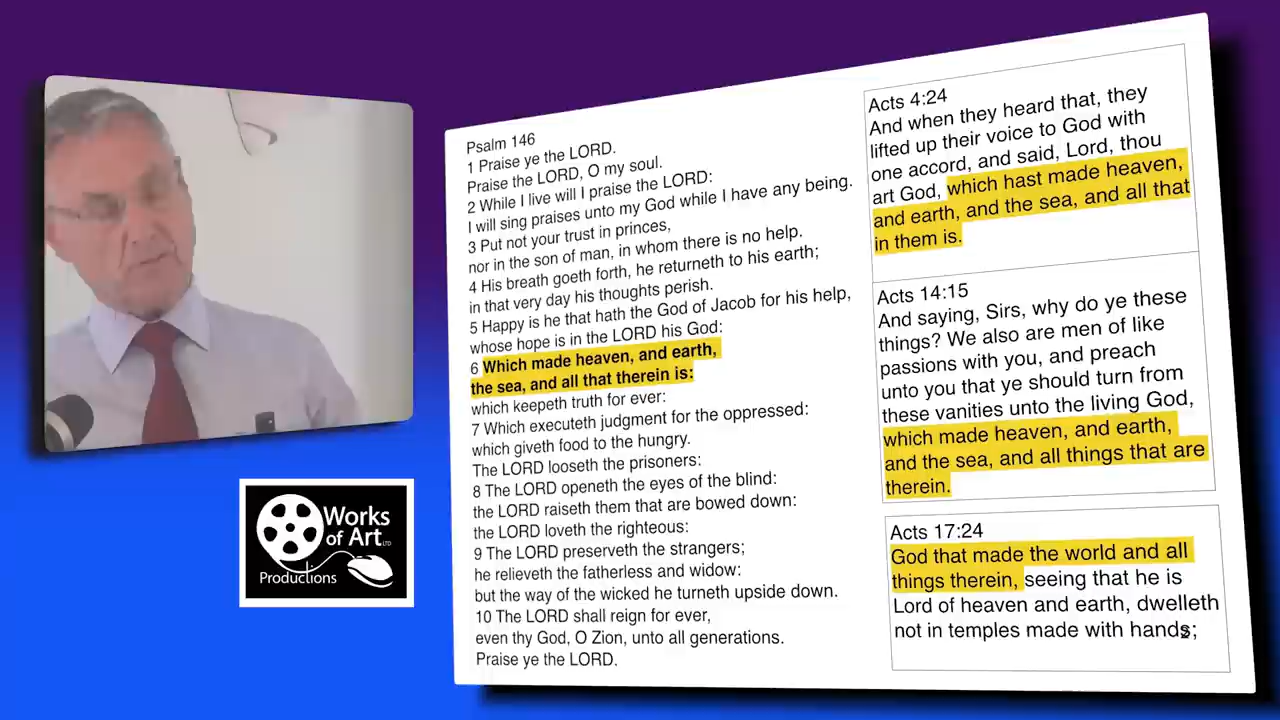 Psalm 146
1 Praise ye the LORD.
Praise the LORD, O my soul.
2 While I live will I praise the LORD:
I will sing praises unto my God while I have any being.
3 Put not your trust in princes,
nor in the son of man, in whom there is no help.
4 His breath goeth forth, he returneth to his earth;
in that very day his thoughts perish.
5 Happy is he that hath the God of Jacob for his help,
whose hope is in the LORD his God:
6 Which made heaven, and earth,
the sea, and all that therein is:
which keepeth truth for ever:
7 Which executeth judgment for the oppressed:
which giveth food to the hungry.
The LORD looseth the prisoners:
8 The LORD openeth the eyes of the blind:
the LORD raiseth them that are bowed down:
the LORD loveth the righteous:
9 The LORD preserveth the strangers;
he relieveth the fatherless and widow:
but the way of the wicked he turneth upside down.
10 The LORD shall reign for ever,
even thy God, O Zion, unto all generations.
Praise ye the LORD.
Acts 4:24
And when they heard that, they
lifted up their voice to God with
one accord, and said, Lord, thou
art God, which hast made heaven,
and earth, and the sea, and all that
in them is.
Acts 14:15
And saying, Sirs, why do ye these
things? We also are men of like
passions with you, and preach
unto you that ye should turn from
these vanities unto the living God,
which made heaven, and earth,
and the sea, and all things that are
therein.
Acts 17:24
God that made the world and all
things therein, seeing that he is
Lord of heaven and earth, dwelleth
not in temples made with hands;
Works
of Art LTD
Productions